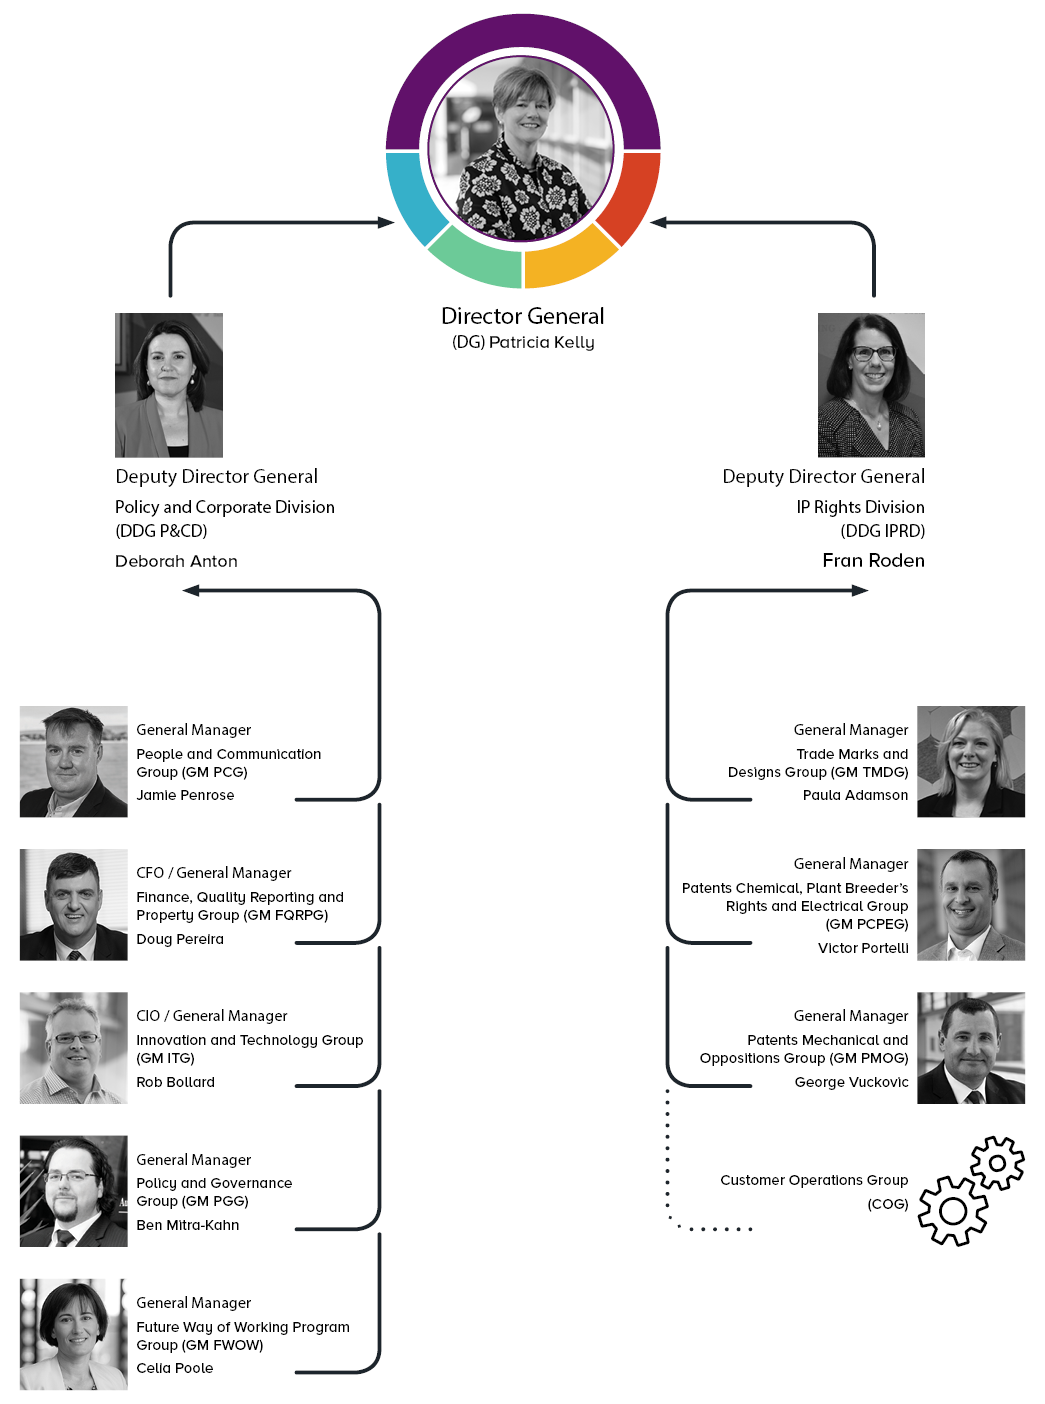 Director General
(DG) Patricia Kelly
Deputy Director General
Policy and Corporate Division
(DDG P&CD)
Deborah Anton
Deputy Director General
IP Rights Division
(DDG IPRD)
Fran Roden
General Manager
People and Communication
Group (GM PCG)
Jamie Penrose
CFO / General Manager
Finance, Quality Reporting and
Property Group (GM FQRPG)
Doug Pereira
CIO / General Manager
Innovation and Technology Group
(GM ITG)
Rob Bollard
General Manager
Policy and Governance
Group (GM PGG)
Ben Mitra-Kahn
General Manager
Future Way of Working Program
Group (GM FWOW)
Celia Poole
General Manager
Trade Marks and
Designs Group (GM TMDG)
Paula Adamson
General Manager
Patents Chemical, Plant Breeder's
Rights and Electrical Group
(GM PCPEG)
Victor Portelli
General Manager
Patents Mechanical and
Oppositions Group (GM PMOG)
George Vuckovic
Customer Operations Group
(COG)